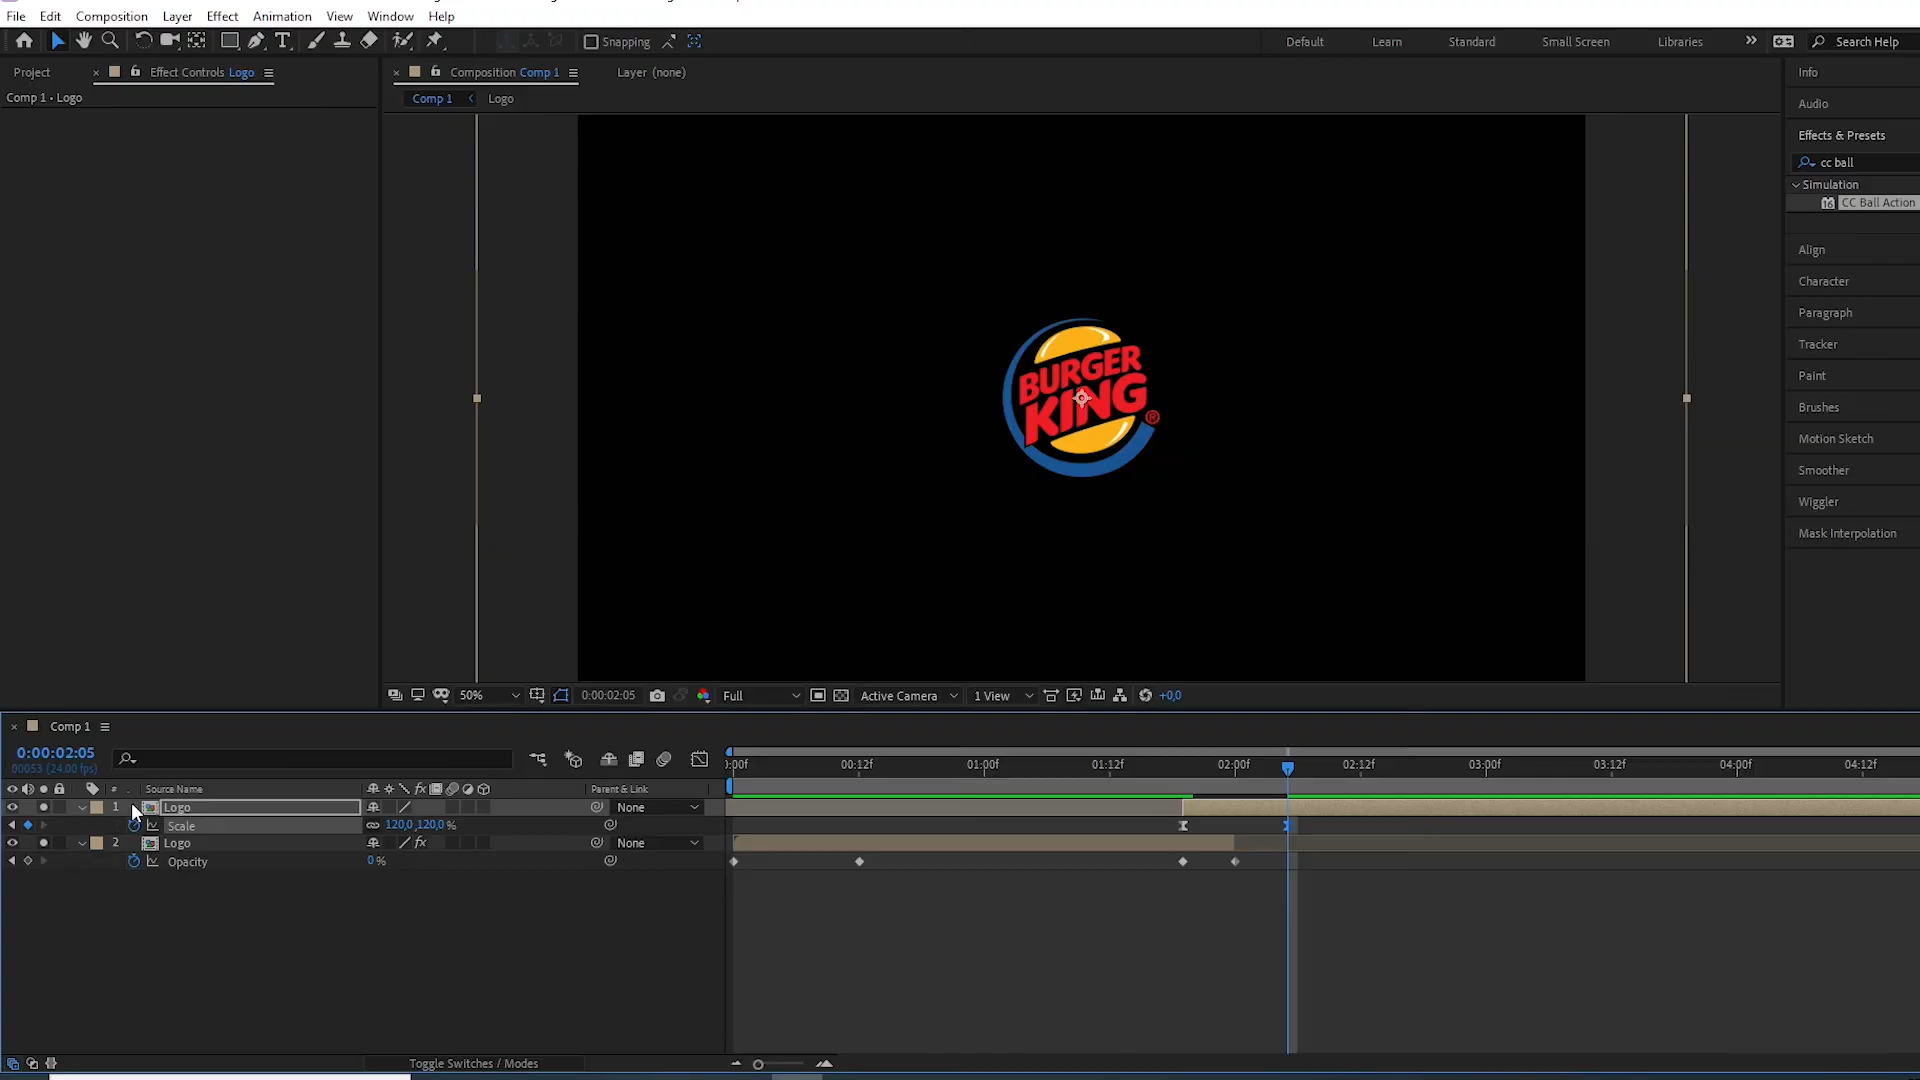 File Edit Composition Layer Effect Animation View Window Help
Snapping Default Learn Standard Small Screen Libraries Search Help
Project Effect Controls Logo Composition Comp 1 Layer (none) Info
Comp 1 • Logo Comp 1 Logo
Audio
Effects & Presets
cc ball
Simulation
16 CC Ball Action
Align
Character
Paragraph
Tracker
Paint
Brushes
Motion Sketch
Smoother
Wiggler
Mask Interpolation
BURGER
KING
®
50% 0:00:02:05 Full Active Camera 1 View +0,0
Comp 1
0:00:02:05
00053 (24.00 fps)
:00f 00:12f 01:00f 01:12f 02:00f 02:12f 03:00f 03:12f 04:00f 04:12f
# Source Name fx Parent & Link
1 Logo None
Scale 120,0,120,0%
2 Logo fx None
Opacity 0%
Toggle Switches / Modes